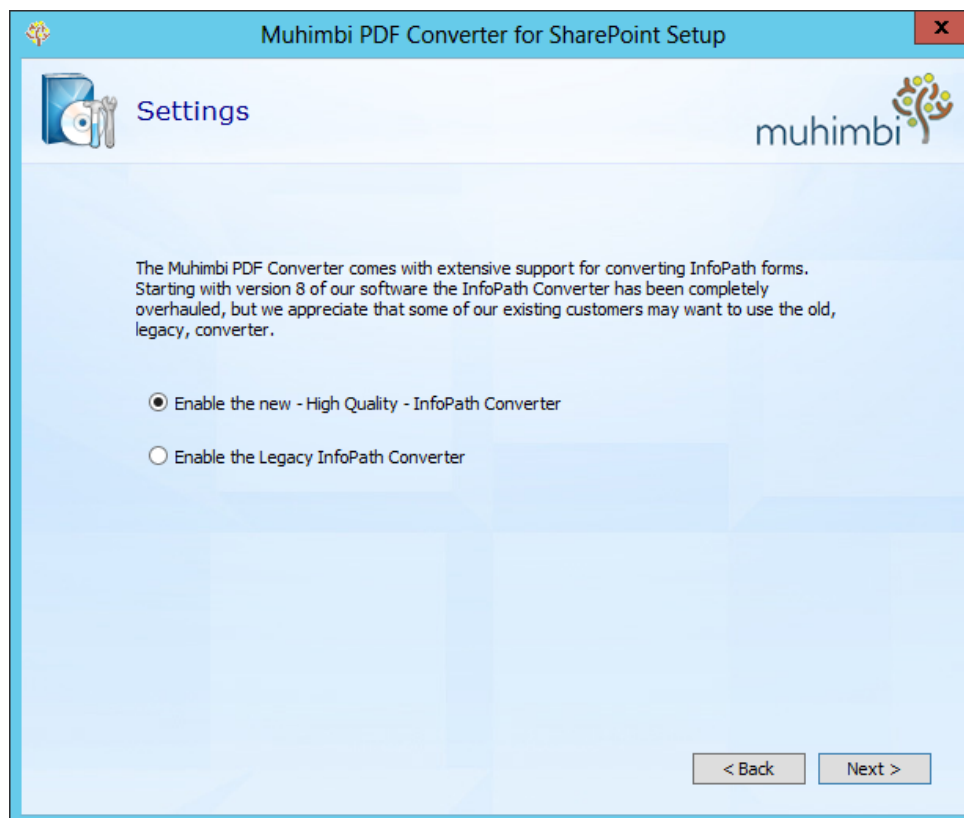 Muhimbi PDF Converter for SharePoint Setup
x
Settings
muhimbi
The Muhimbi PDF Converter comes with extensive support for converting InfoPath forms.
Starting with version 8 of our software the InfoPath Converter has been completely
overhauled, but we appreciate that some of our existing customers may want to use the old,
legacy, converter.
Enable the new - High Quality - InfoPath Converter
Enable the Legacy InfoPath Converter
< Back
Next >